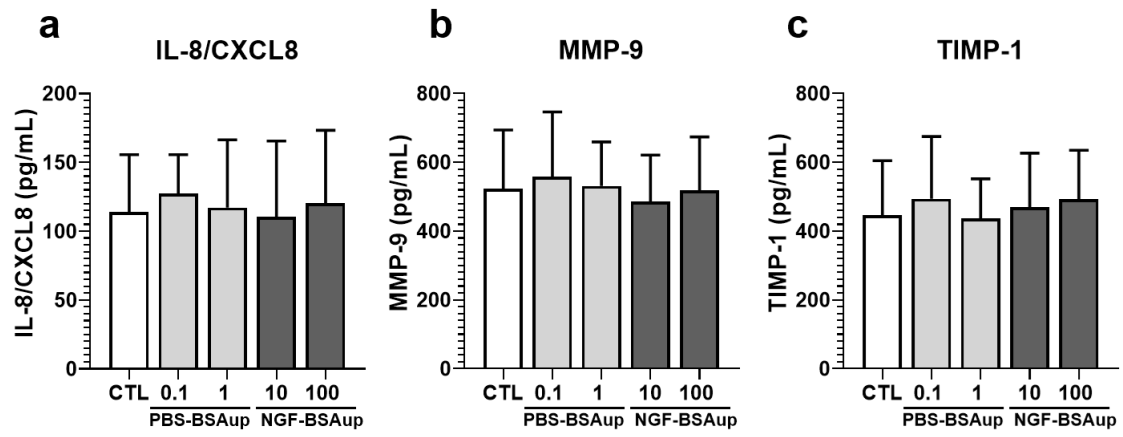 a
IL-8/CXCL8
IL-8/CXCL8 (pg/mL)
200
150
100
50
0
CTL 0.1 1 10 100
PBS-BSAup NGF-BSAup
b
MMP-9
MMP-9 (pg/mL)
800
600
400
200
0
CTL 0.1 1 10 100
PBS-BSAup NGF-BSAup
c
TIMP-1
TIMP-1 (pg/mL)
800
600
400
200
0
CTL 0.1 1 10 100
PBS-BSAup NGF-BSAup